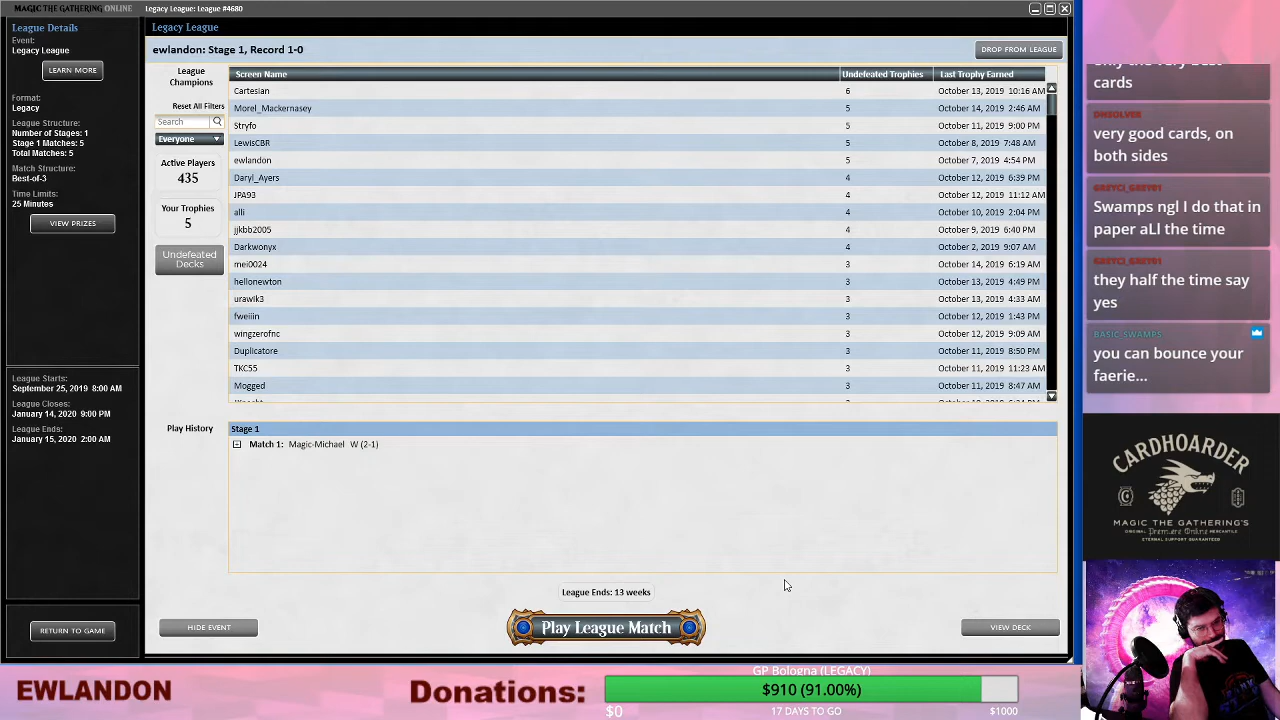 MAGIC THE GATHERING ONLINE
Legacy League: League #4680
League Details
Event:
Legacy League
LEARN MORE
Format:
Legacy
League Structure:
Number of Stages: 1
Stage 1 Matches: 5
Total Matches: 5
Match Structure:
Best-of-3
Time Limits:
25 Minutes
VIEW PRIZES
League Starts:
September 25, 2019 8:00 AM
League Closes:
January 14, 2020 9:00 PM
League Ends:
January 15, 2020 2:00 AM
RETURN TO GAME
Legacy League
ewlandon: Stage 1, Record 1-0
DROP FROM LEAGUE
League
Champions
Reset All Filters
Search
Everyone
Active Players
435
Your Trophies
5
Undefeated
Decks
Screen Name Undefeated Trophies Last Trophy Earned
Cartesian 6 October 13, 2019 10:16 AM
Morel_Mackernasey 5 October 14, 2019 2:46 AM
Stryfo 5 October 11, 2019 9:00 PM
LewisCBR 5 October 8, 2019 7:48 AM
ewlandon 5 October 7, 2019 4:54 PM
Daryl_Ayers 4 October 12, 2019 6:39 PM
JPA93 4 October 12, 2019 11:12 AM
alli 4 October 10, 2019 2:04 PM
jjkbb2005 4 October 9, 2019 6:40 PM
Darkwonyx 4 October 2, 2019 9:07 AM
mei0024 3 October 14, 2019 6:19 AM
hellonewton 3 October 13, 2019 4:49 PM
urawlk3 3 October 13, 2019 4:33 AM
fweiiin 3 October 12, 2019 1:43 PM
wingzerofnc 3 October 12, 2019 9:09 AM
Duplicatore 3 October 11, 2019 8:50 PM
TKC55 3 October 11, 2019 11:23 AM
Mogged 3 October 11, 2019 8:47 AM
Play History
Stage 1
Match 1: Magic-Michael W (2-1)
League Ends: 13 weeks
HIDE EVENT
Play League Match
VIEW DECK
cards
DNSOLVER
very good cards, on
both sides
GREYCI_GREY01
Swamps ngl I do that in
paper aLl the time
GREYCI_GREY01
they half the time say
yes
BASIC_SWAMPS
you can bounce your
faerie...
CARDHOARDER
MAGIC THE GATHERING'S
ORIGINAL Premiere Online MERCANTILE
ETERNAL SUPPORT GUARANTEED
EWLANDON
Donations:
GP Bologna (LEGACY)
$910 (91.00%)
$0
17 DAYS TO GO
$1000